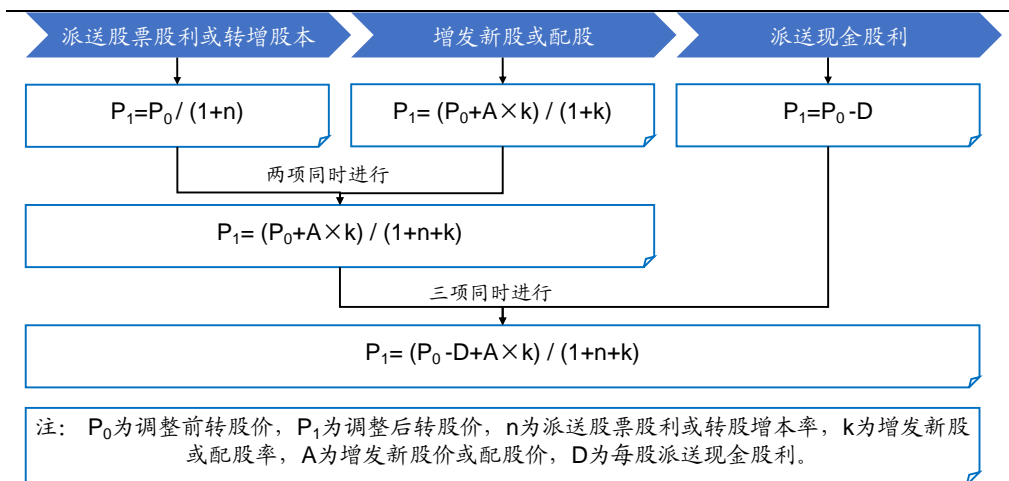 派送股票股利或转增股本
增发新股或配股
派送现金股利
P₁=P₀ / (1+n)
P₁= (P₀+A×k) / (1+k)
P₁=P₀ -D
两项同时进行
P₁= (P₀+A×k) / (1+n+k)
三项同时进行
P₁= (P₀ -D+A×k) / (1+n+k)
注： P₀为调整前转股价，P₁为调整后转股价，n为派送股票股利或转股增本率，k为增发新股
或配股率，A为增发新股价或配股价，D为每股派送现金股利。